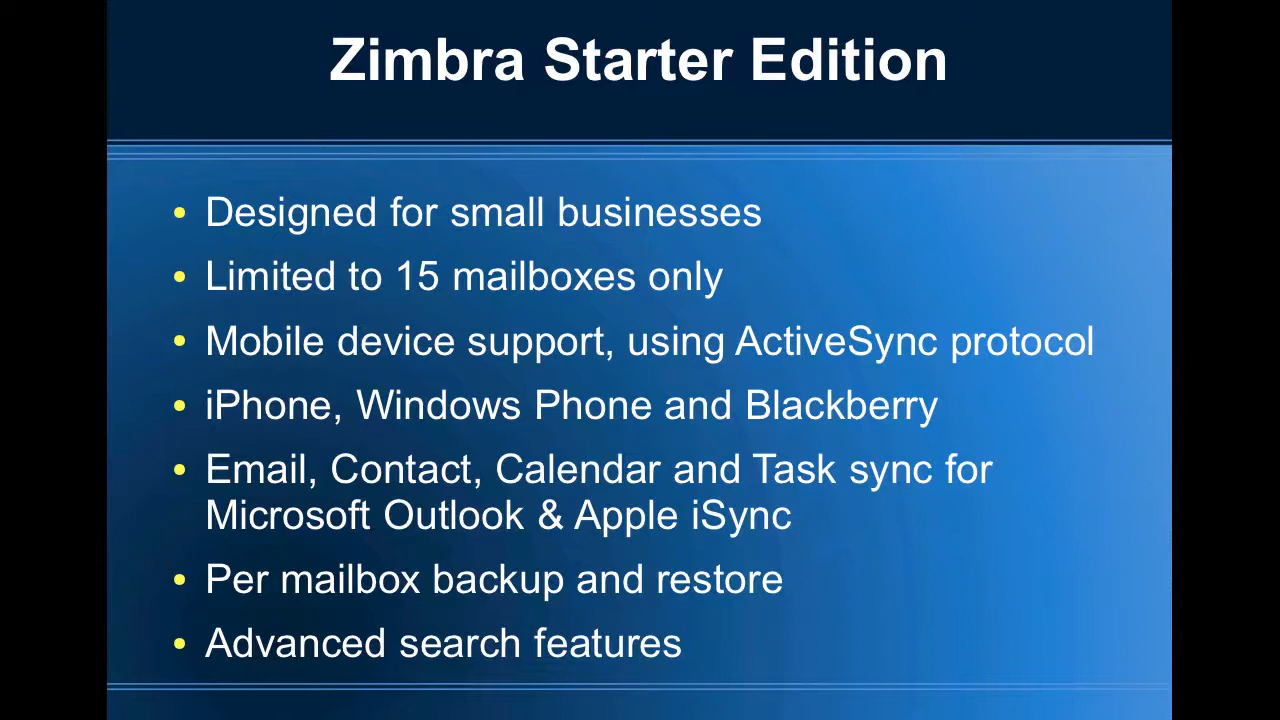 Zimbra Starter Edition
• Designed for small businesses
• Limited to 15 mailboxes only
• Mobile device support, using ActiveSync protocol
• iPhone, Windows Phone and Blackberry
• Email, Contact, Calendar and Task sync for
Microsoft Outlook & Apple iSync
• Per mailbox backup and restore
• Advanced search features